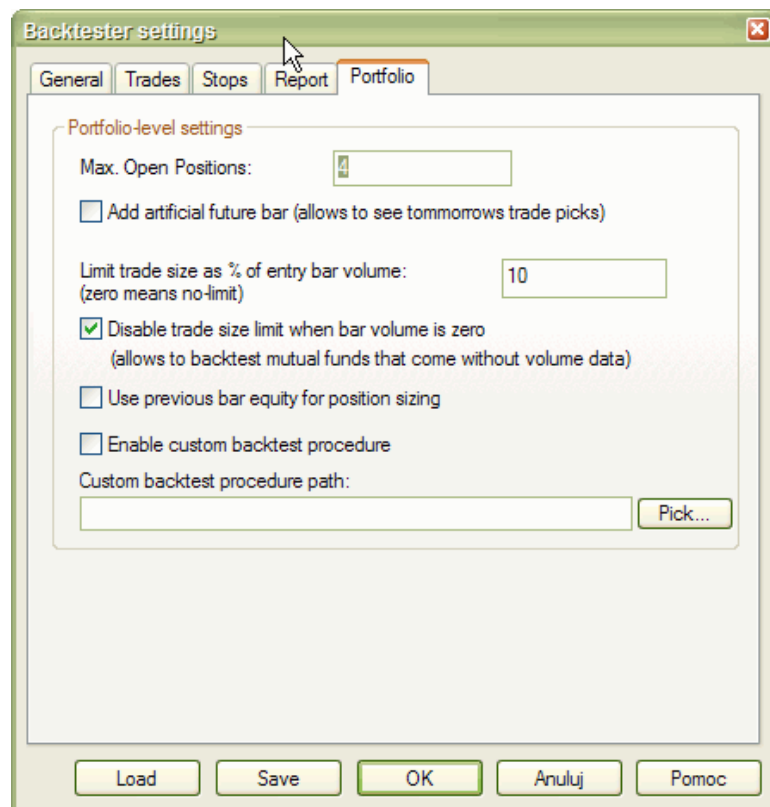 Backtester settings
General Trades Stops Report Portfolio
Portfolio-level settings
Max. Open Positions: 4
Add artificial future bar (allows to see tommorrows trade picks)
Limit trade size as % of entry bar volume: 10
(zero means no-limit)
Disable trade size limit when bar volume is zero
(allows to backtest mutual funds that come without volume data)
Use previous bar equity for position sizing
Enable custom backtest procedure
Custom backtest procedure path:
Pick...
Load Save OK Anuluj Pomoc